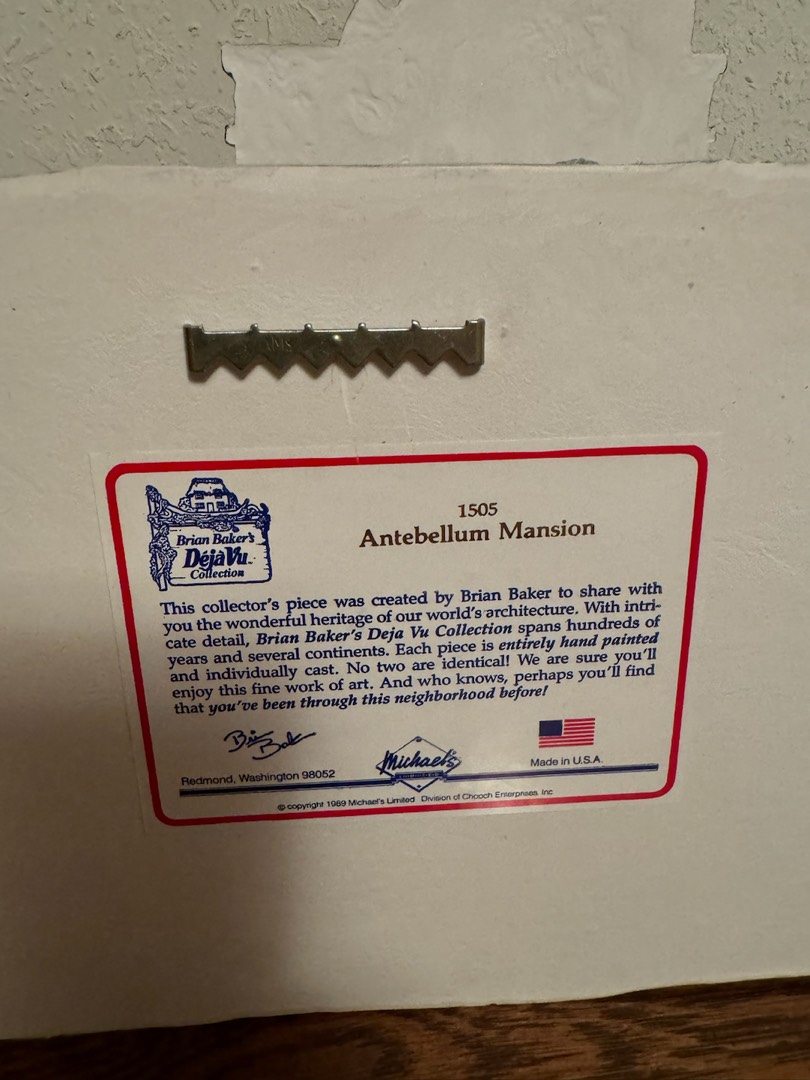 1505
Antebellum Mansion
Brian Baker's
DéjàVu
Collection
This collector's piece was created by Brian Baker to share with
you the wonderful heritage of our world's architecture. With intri-
cate detail, Brian Baker's Deja Vu Collection spans hundreds of
years and several continents. Each piece is entirely hand painted
and individually cast. No two are identical! We are sure you'll
enjoy this fine work of art. And who knows, perhaps you'll find
that you've been through this neighborhood before!
Redmond, Washington 98052
Michael's
LIMITED
Made in U.S.A.
© copyright 1989 Michael's Limited Division of Chooch Enterprises Inc